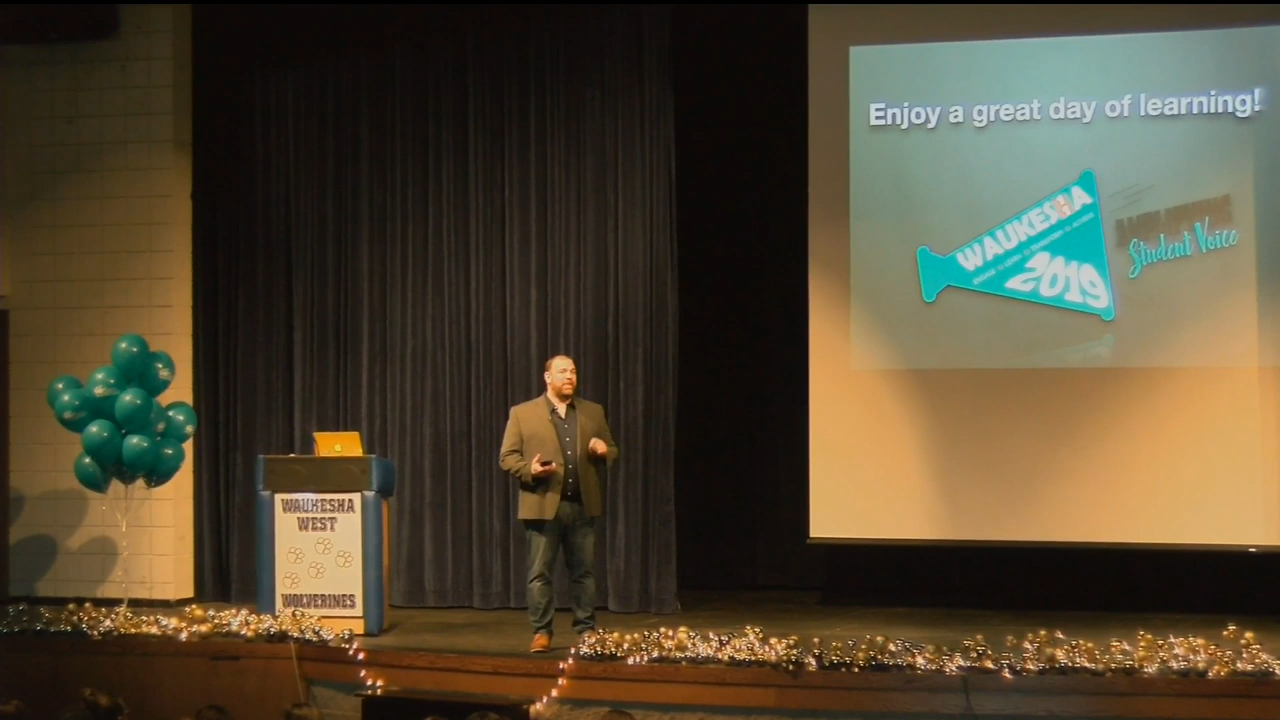 Enjoy a great day of learning!
WAUKESHA
2019
Student Voice
WAUKESHA
WEST
WOLVERINES